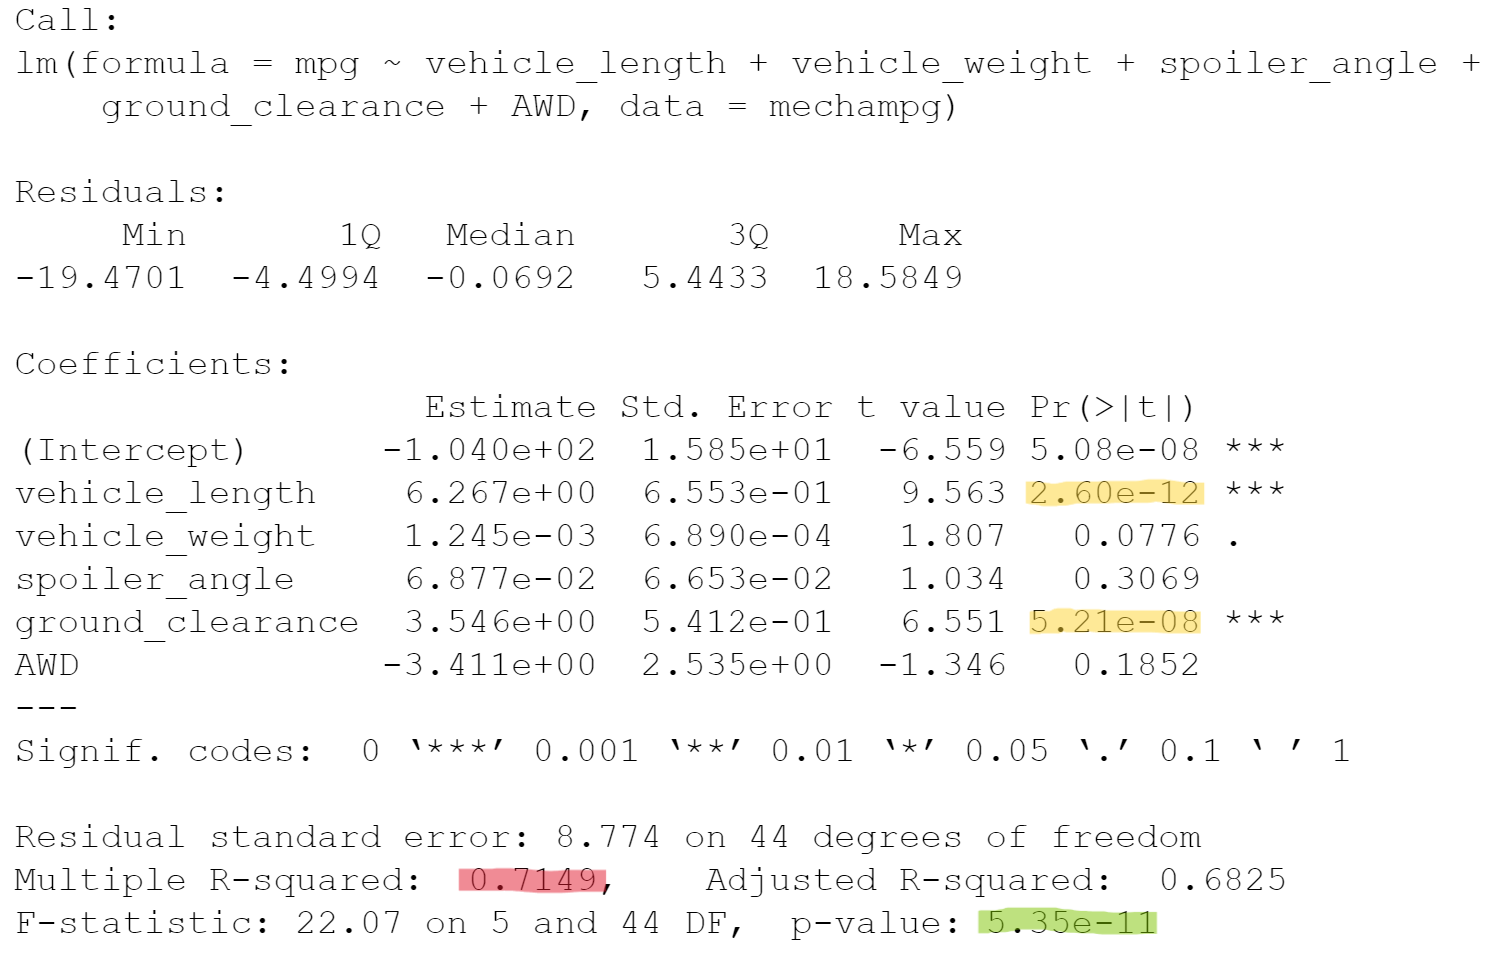 Call:
lm(formula = mpg ~ vehicle_length + vehicle_weight + spoiler_angle +
    ground_clearance + AWD, data = mechampg)

Residuals:
     Min       1Q   Median       3Q      Max
-19.4701  -4.4994  -0.0692   5.4433  18.5849

Coefficients:
                   Estimate Std. Error t value Pr(>|t|)
(Intercept)      -1.040e+02  1.585e+01  -6.559 5.08e-08 ***
vehicle_length    6.267e+00  6.553e-01   9.563 2.60e-12 ***
vehicle_weight    1.245e-03  6.890e-04   1.807   0.0776 .
spoiler_angle     6.877e-02  6.653e-02   1.034   0.3069
ground_clearance  3.546e+00  5.412e-01   6.551 5.21e-08 ***
AWD              -3.411e+00  2.535e+00  -1.346   0.1852
---
Signif. codes:  0 ‘***’ 0.001 ‘**’ 0.01 ‘*’ 0.05 ‘.’ 0.1 ‘ ’ 1

Residual standard error: 8.774 on 44 degrees of freedom
Multiple R-squared:  0.7149,    Adjusted R-squared:  0.6825
F-statistic: 22.07 on 5 and 44 DF,  p-value: 5.35e-11